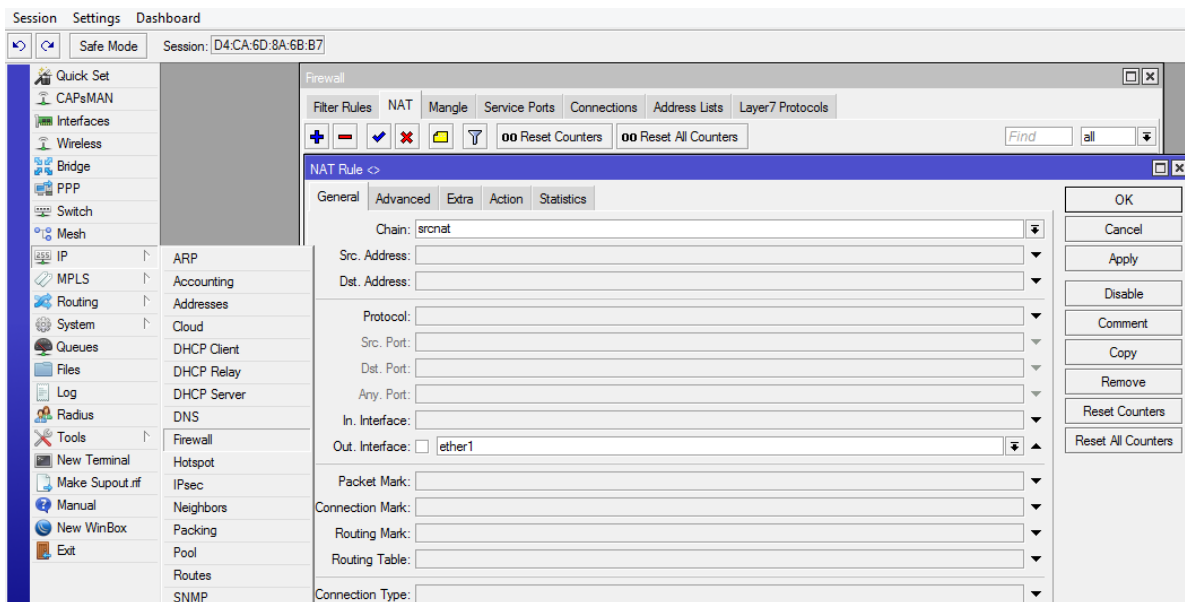 Session Settings Dashboard
Safe Mode Session: D4:CA:6D:8A:6B:B7
Quick Set
CAPsMAN
Interfaces
Wireless
Bridge
PPP
Switch
Mesh
255 IP
MPLS
Routing
System
Queues
Files
Log
Radius
Tools
New Terminal
Make Supout.rif
Manual
New WinBox
Exit
ARP
Accounting
Addresses
Cloud
DHCP Client
DHCP Relay
DHCP Server
DNS
Firewall
Hotspot
IPsec
Neighbors
Packing
Pool
Routes
SNMP
Firewall
Filter Rules NAT Mangle Service Ports Connections Address Lists Layer7 Protocols
00 Reset Counters 00 Reset All Counters Find all
NAT Rule <>
General Advanced Extra Action Statistics
Chain: srcnat
Src. Address:
Dst. Address:
Protocol:
Src. Port:
Dst. Port:
Any. Port:
In. Interface:
Out. Interface: ether1
Packet Mark:
Connection Mark:
Routing Mark:
Routing Table:
Connection Type:
OK
Cancel
Apply
Disable
Comment
Copy
Remove
Reset Counters
Reset All Counters